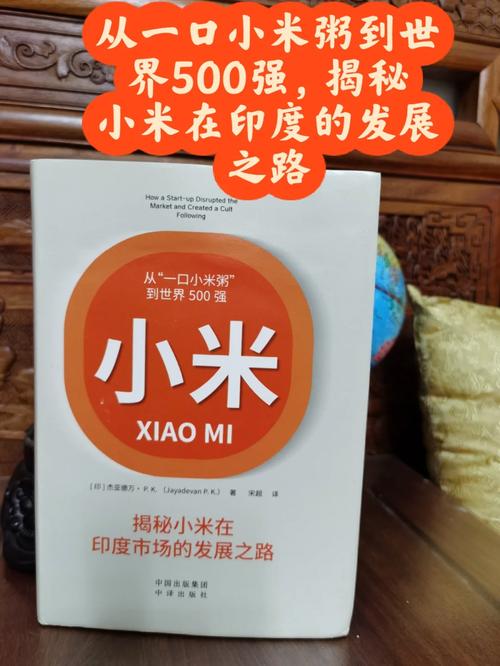 从一口小米粥到世
界500强，揭秘
小米在印度的发展
之路
How a Start-up Disrupted the
Market and Created a Cult
Following
从“一口小米粥”
到世界 500 强
小米
XIAO MI
[印] 杰亚德万·P. K. （Jayadevan P. K.） 著 宋超 译
揭秘小米在
印度市场的发展之路
中国出版集团
中译出版社